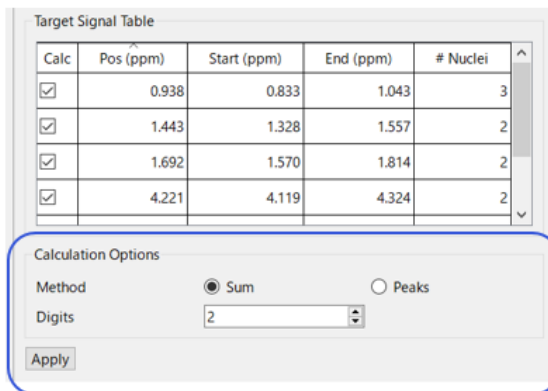 Target Signal Table
Calc Pos (ppm) Start (ppm) End (ppm) # Nuclei
0.938 0.833 1.043 3
1.443 1.328 1.557 2
1.692 1.570 1.814 2
4.221 4.119 4.324 2
Calculation Options
Method Sum Peaks
Digits 2
Apply